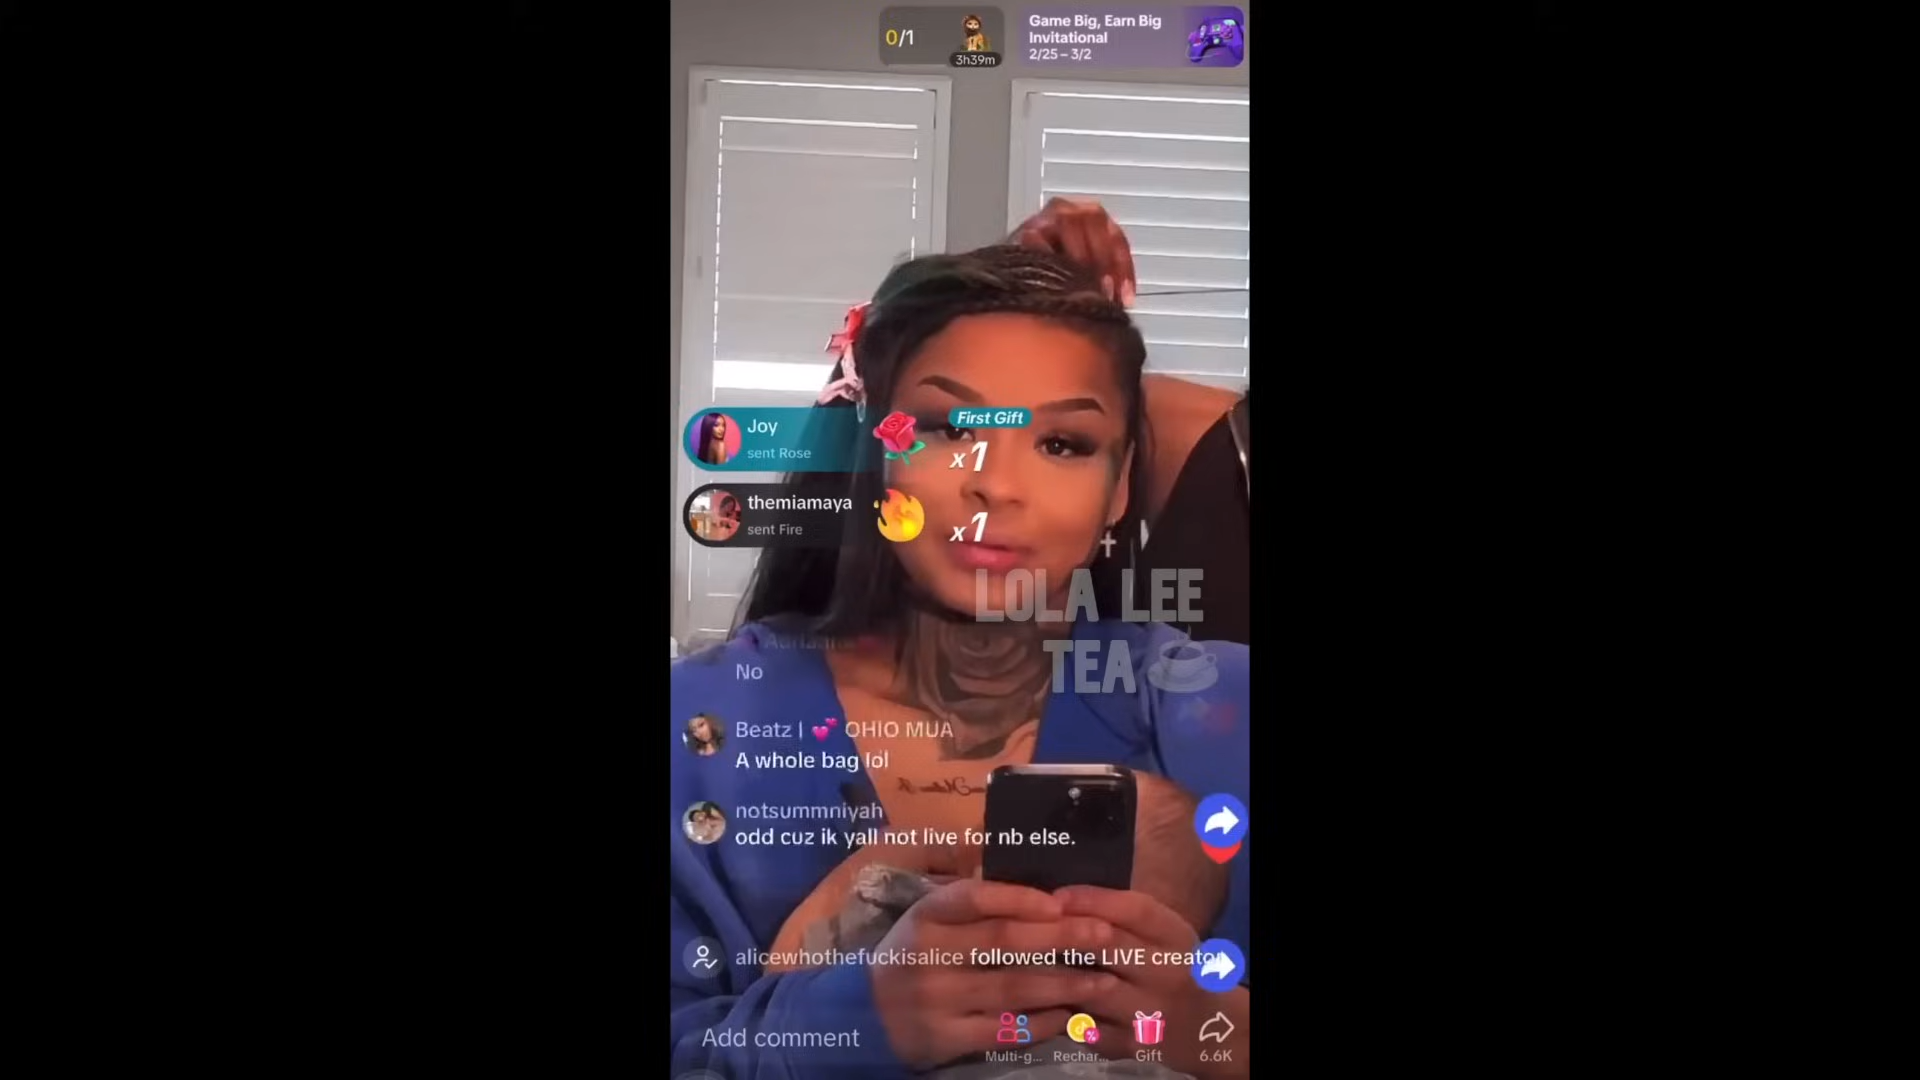 0/1
3h39m
Game Big, Earn Big
Invitational
2/25 – 3/2
Joy
sent Rose
First Gift
x1
themiamaya
sent Fire
x1
LOLA LEE
TEA
No
Beatz | 💕 OHIO MUA
A whole bag lol
notsummniyah
odd cuz ik yall not live for nb else.
alicewhothefuckisalice followed the LIVE creator
Add comment
Multi-g...
Rechar...
Gift
6.6K